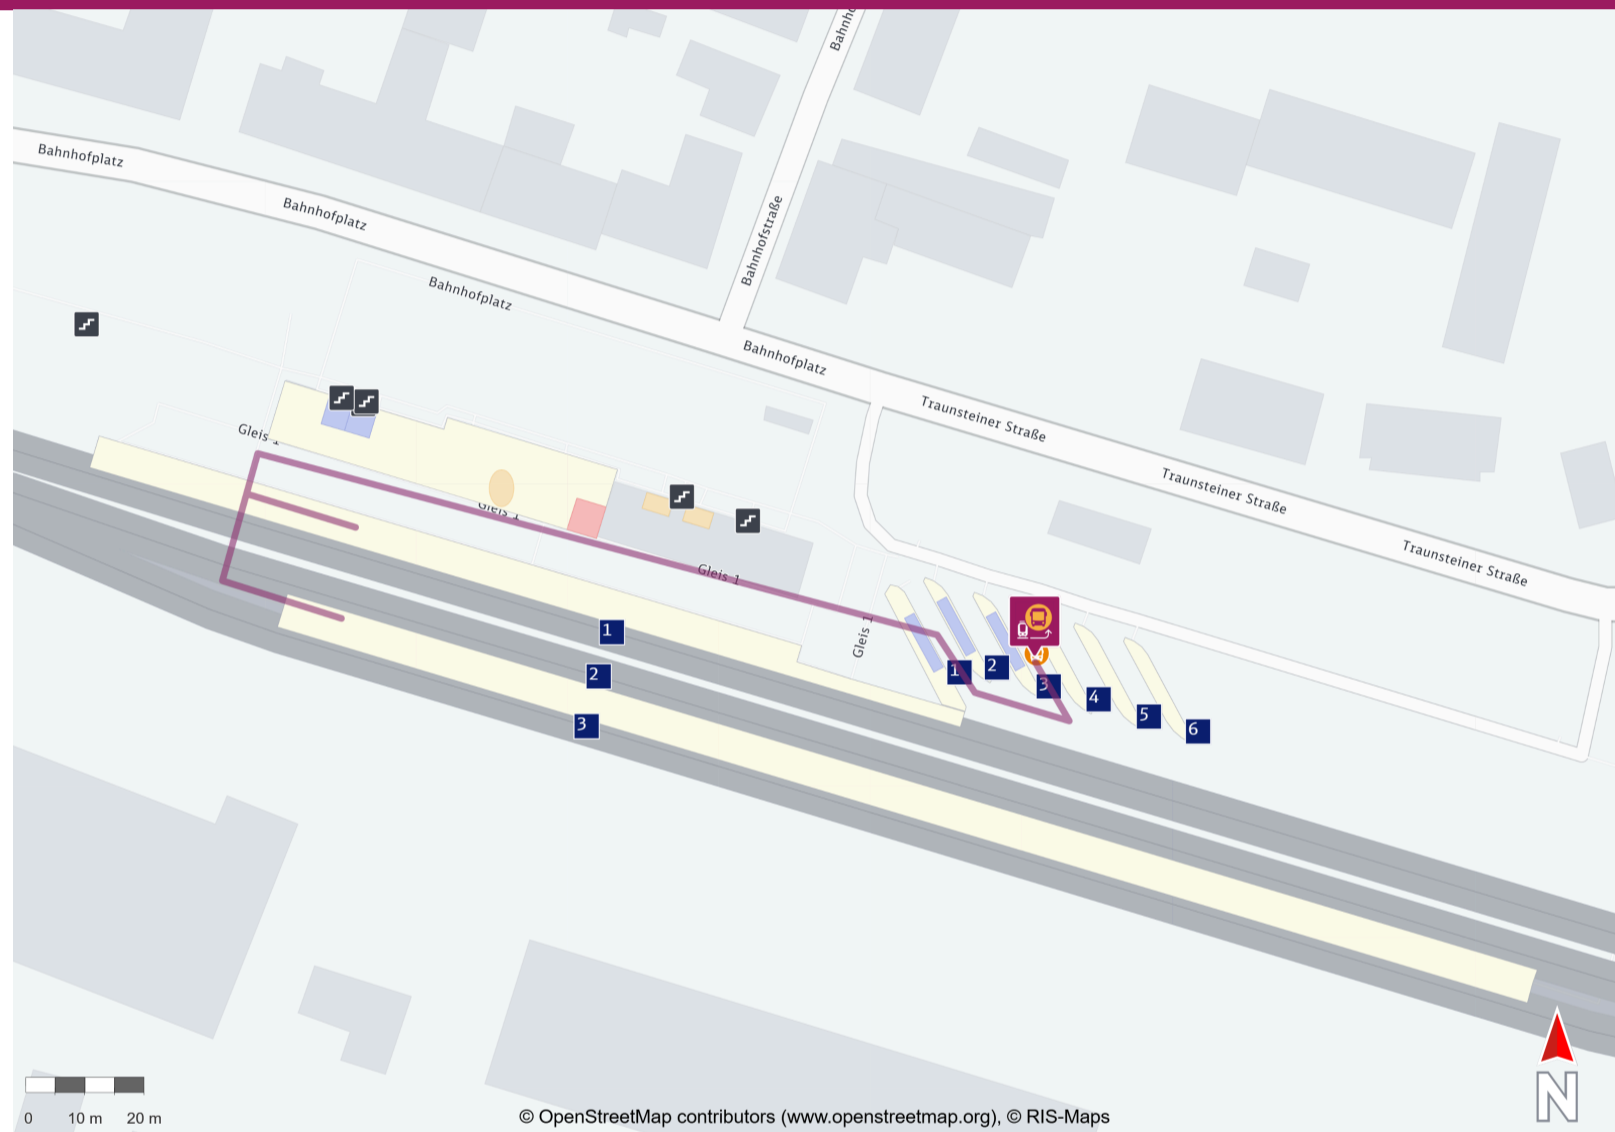 Bahnho
Bahnhofplatz
Bahnhofplatz
Bahnhofstraße
Bahnhofplatz
Bahnhofplatz
Traunsteiner Straße
Traunsteiner Straße
Traunsteiner Straße
Gleis 1
Gleis 1
Gleis 1
Gleis 1
1
2
3
1
2
3
4
5
6
0 10 m 20 m
N
© OpenStreetMap contributors (www.openstreetmap.org), © RIS-Maps